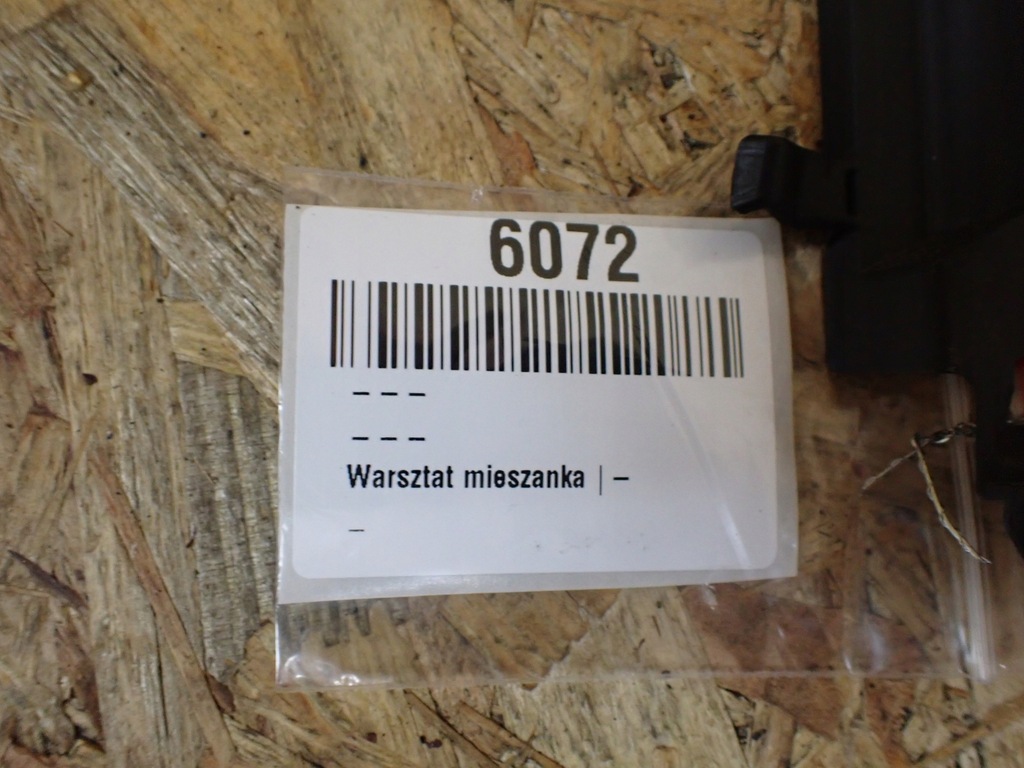 6072
– – –
– – –
Warsztat mieszanka | –
–